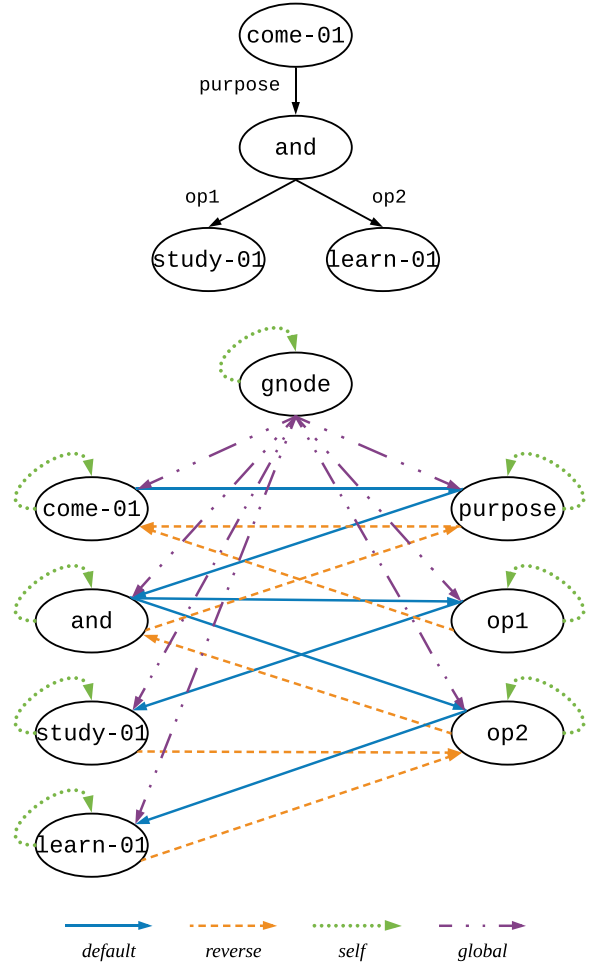 come-01
purpose
and
op1 op2
study-01 learn-01
gnode
come-01 purpose
and op1
study-01 op2
learn-01
default reverse self global